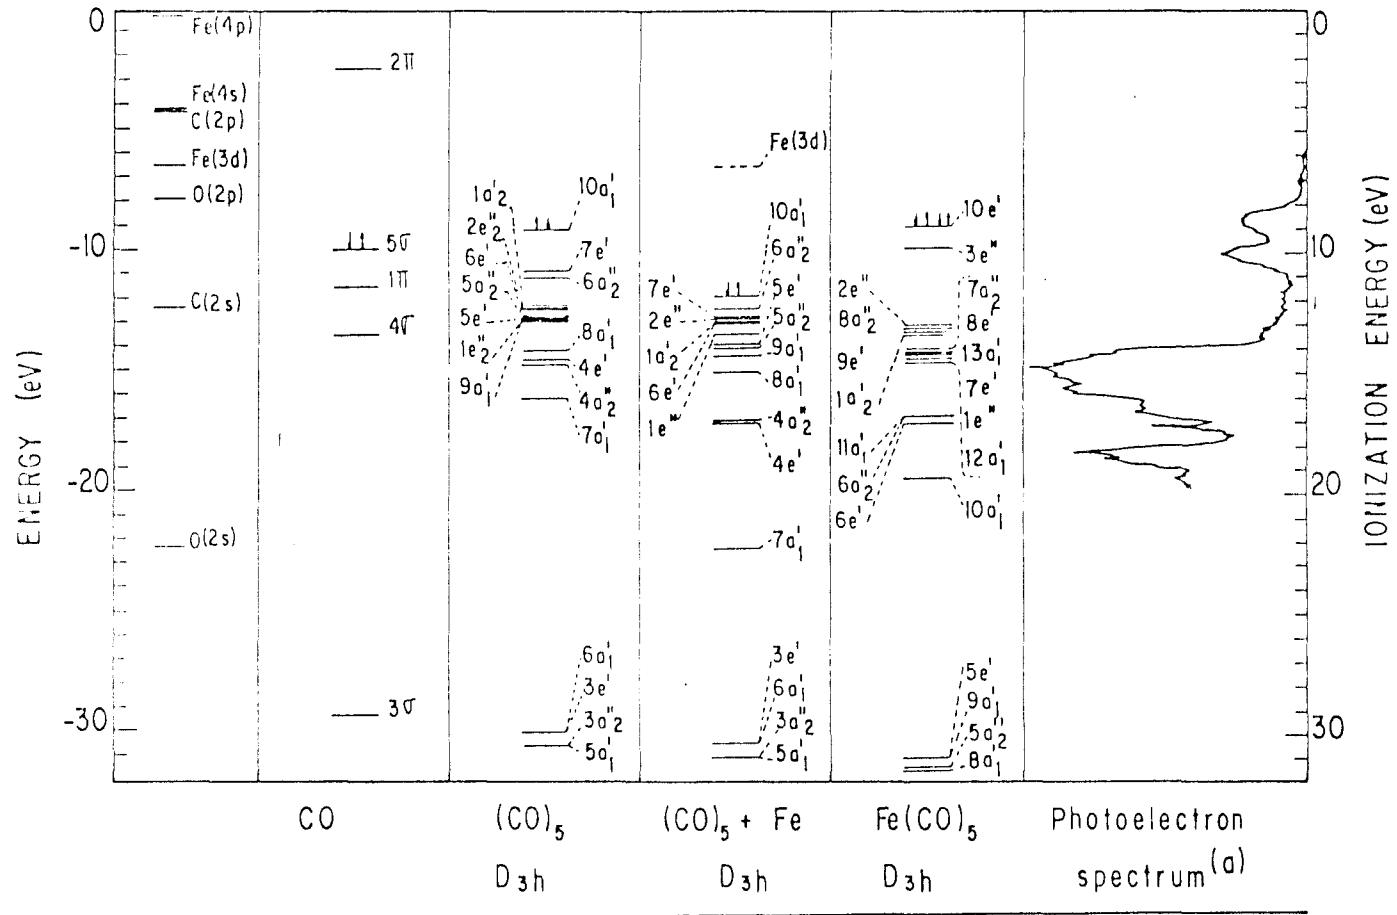 ENERGY (eV)
0
-10
-20
-30
Fe(4p)
Fe(4s)
C(2p)
Fe(3d)
O(2p)
C(2s)
O(2s)
2π
5σ
1π
4σ
3σ
1a'₂
2e''₂
6e'
5a''₂
5e'
1e''₂
9a'₁
10a'₁
7e'
6a''₂
8a'₁
4e'
4a''₂
7a'₁
6a'₁
3e'
3a''₂
5a'₁
Fe(3d)
7e'
2e''
1a'₂
6e'
1e''
10a'₁
6a''₂
5e'
5a''₂
9a'₁
8a'₁
4a''₂
4e'
7a'₁
3e'
6a'₁
3a''₂
5a'₁
2e''
8a''₂
9e'
1a'₂
11a'₁
6a''₂
6e'
10e'
3e''
7a''₂
8e'
13a'₁
7e'
1e''
12a'₁
10a'₁
5e'
9a'₁
5a''₂
8a'₁
0
10
20
30
IONIZATION ENERGY (eV)
CO
(CO)₅
D₃h
(CO)₅ + Fe
D₃h
Fe(CO)₅
D₃h
Photoelectron
spectrum(a)